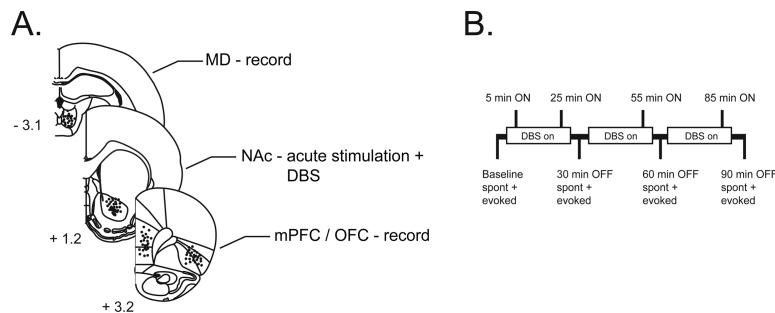 A.
MD - record
- 3.1
NAc - acute stimulation +
DBS
+ 1.2
mPFC / OFC - record
+ 3.2
B.
5 min ON
25 min ON
55 min ON
85 min ON
DBS on
DBS on
DBS on
Baseline
spont +
evoked
30 min OFF
spont +
evoked
60 min OFF
spont +
evoked
90 min OFF
spont +
evoked